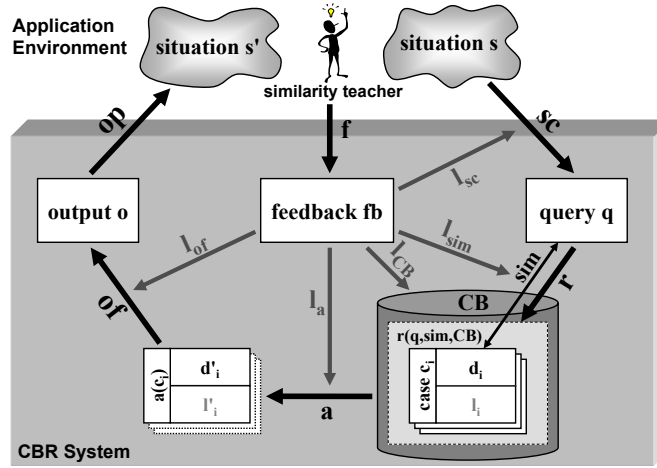 Application
Environment
situation s'
situation s
similarity teacher
op
f
sc
l_sc
output o
feedback fb
query q
l_of
l_CB
l_sim
sim
r
of
l_a
CB
r(q,sim,CB)
a(c_i)
d'_i
l'_i
a
case c_i
d_i
l_i
CBR System